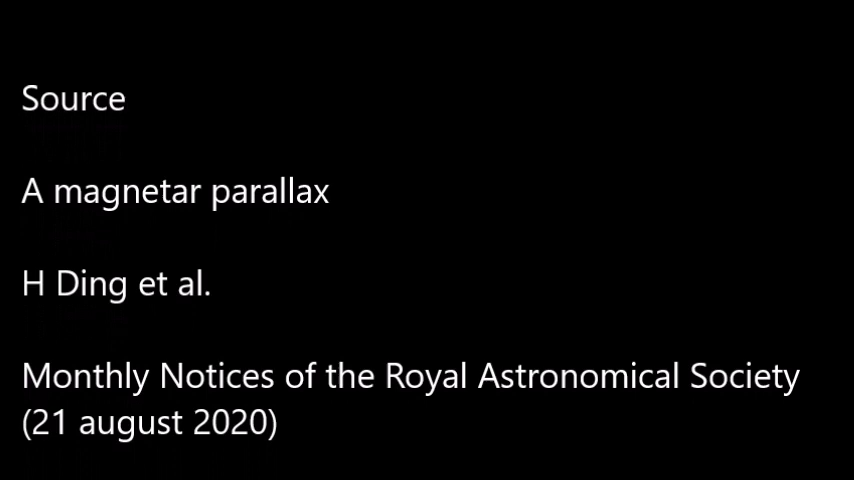 Source
A magnetar parallax
H Ding et al.
Monthly Notices of the Royal Astronomical Society
(21 august 2020)